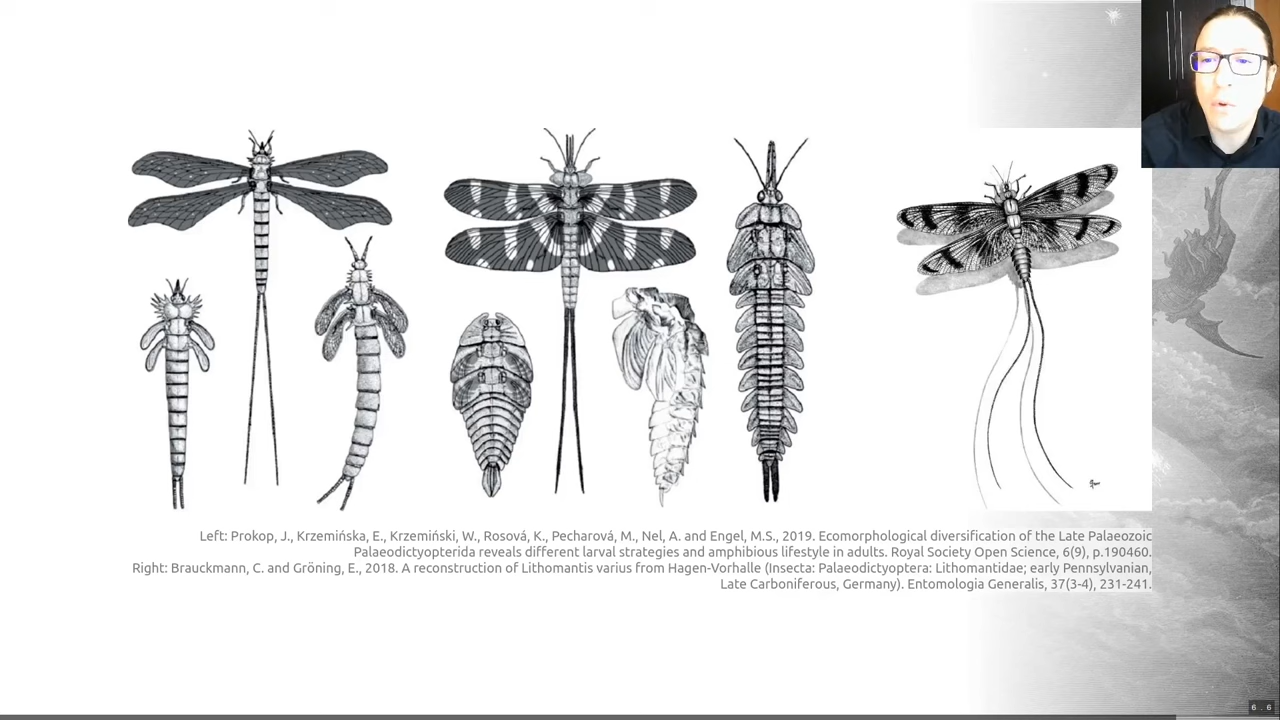 Left: Prokop, J., Krzemińska, E., Krzemiński, W., Rosová, K., Pecharová, M., Nel, A. and Engel, M.S., 2019. Ecomorphological diversification of the Late Palaeozoic
Palaeodictyopterida reveals different larval strategies and amphibious lifestyle in adults. Royal Society Open Science, 6(9), p.190460.
Right: Brauckmann, C. and Gröning, E., 2018. A reconstruction of Lithomantis varius from Hagen-Vorhalle (Insecta: Palaeodictyoptera: Lithomantidae; early Pennsylvanian,
Late Carboniferous, Germany). Entomologia Generalis, 37(3-4), 231-241.
6.6